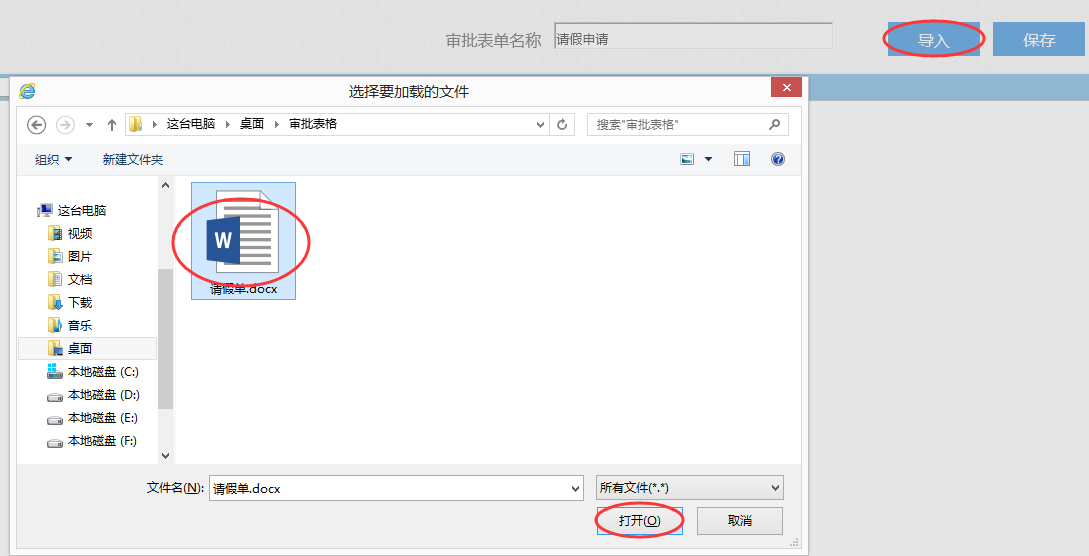 审批表单名称 请假申请 导入 保存
选择要加载的文件
这台电脑 桌面 审批表格 搜索"审批表格"
组织 新建文件夹
这台电脑
视频
图片
文档
下载
音乐
桌面
本地磁盘 (C:)
本地磁盘 (D:)
本地磁盘 (E:)
本地磁盘 (F:)
W
请假单.docx
文件名(N): 请假单.docx 所有文件(*.*)
打开(O) 取消